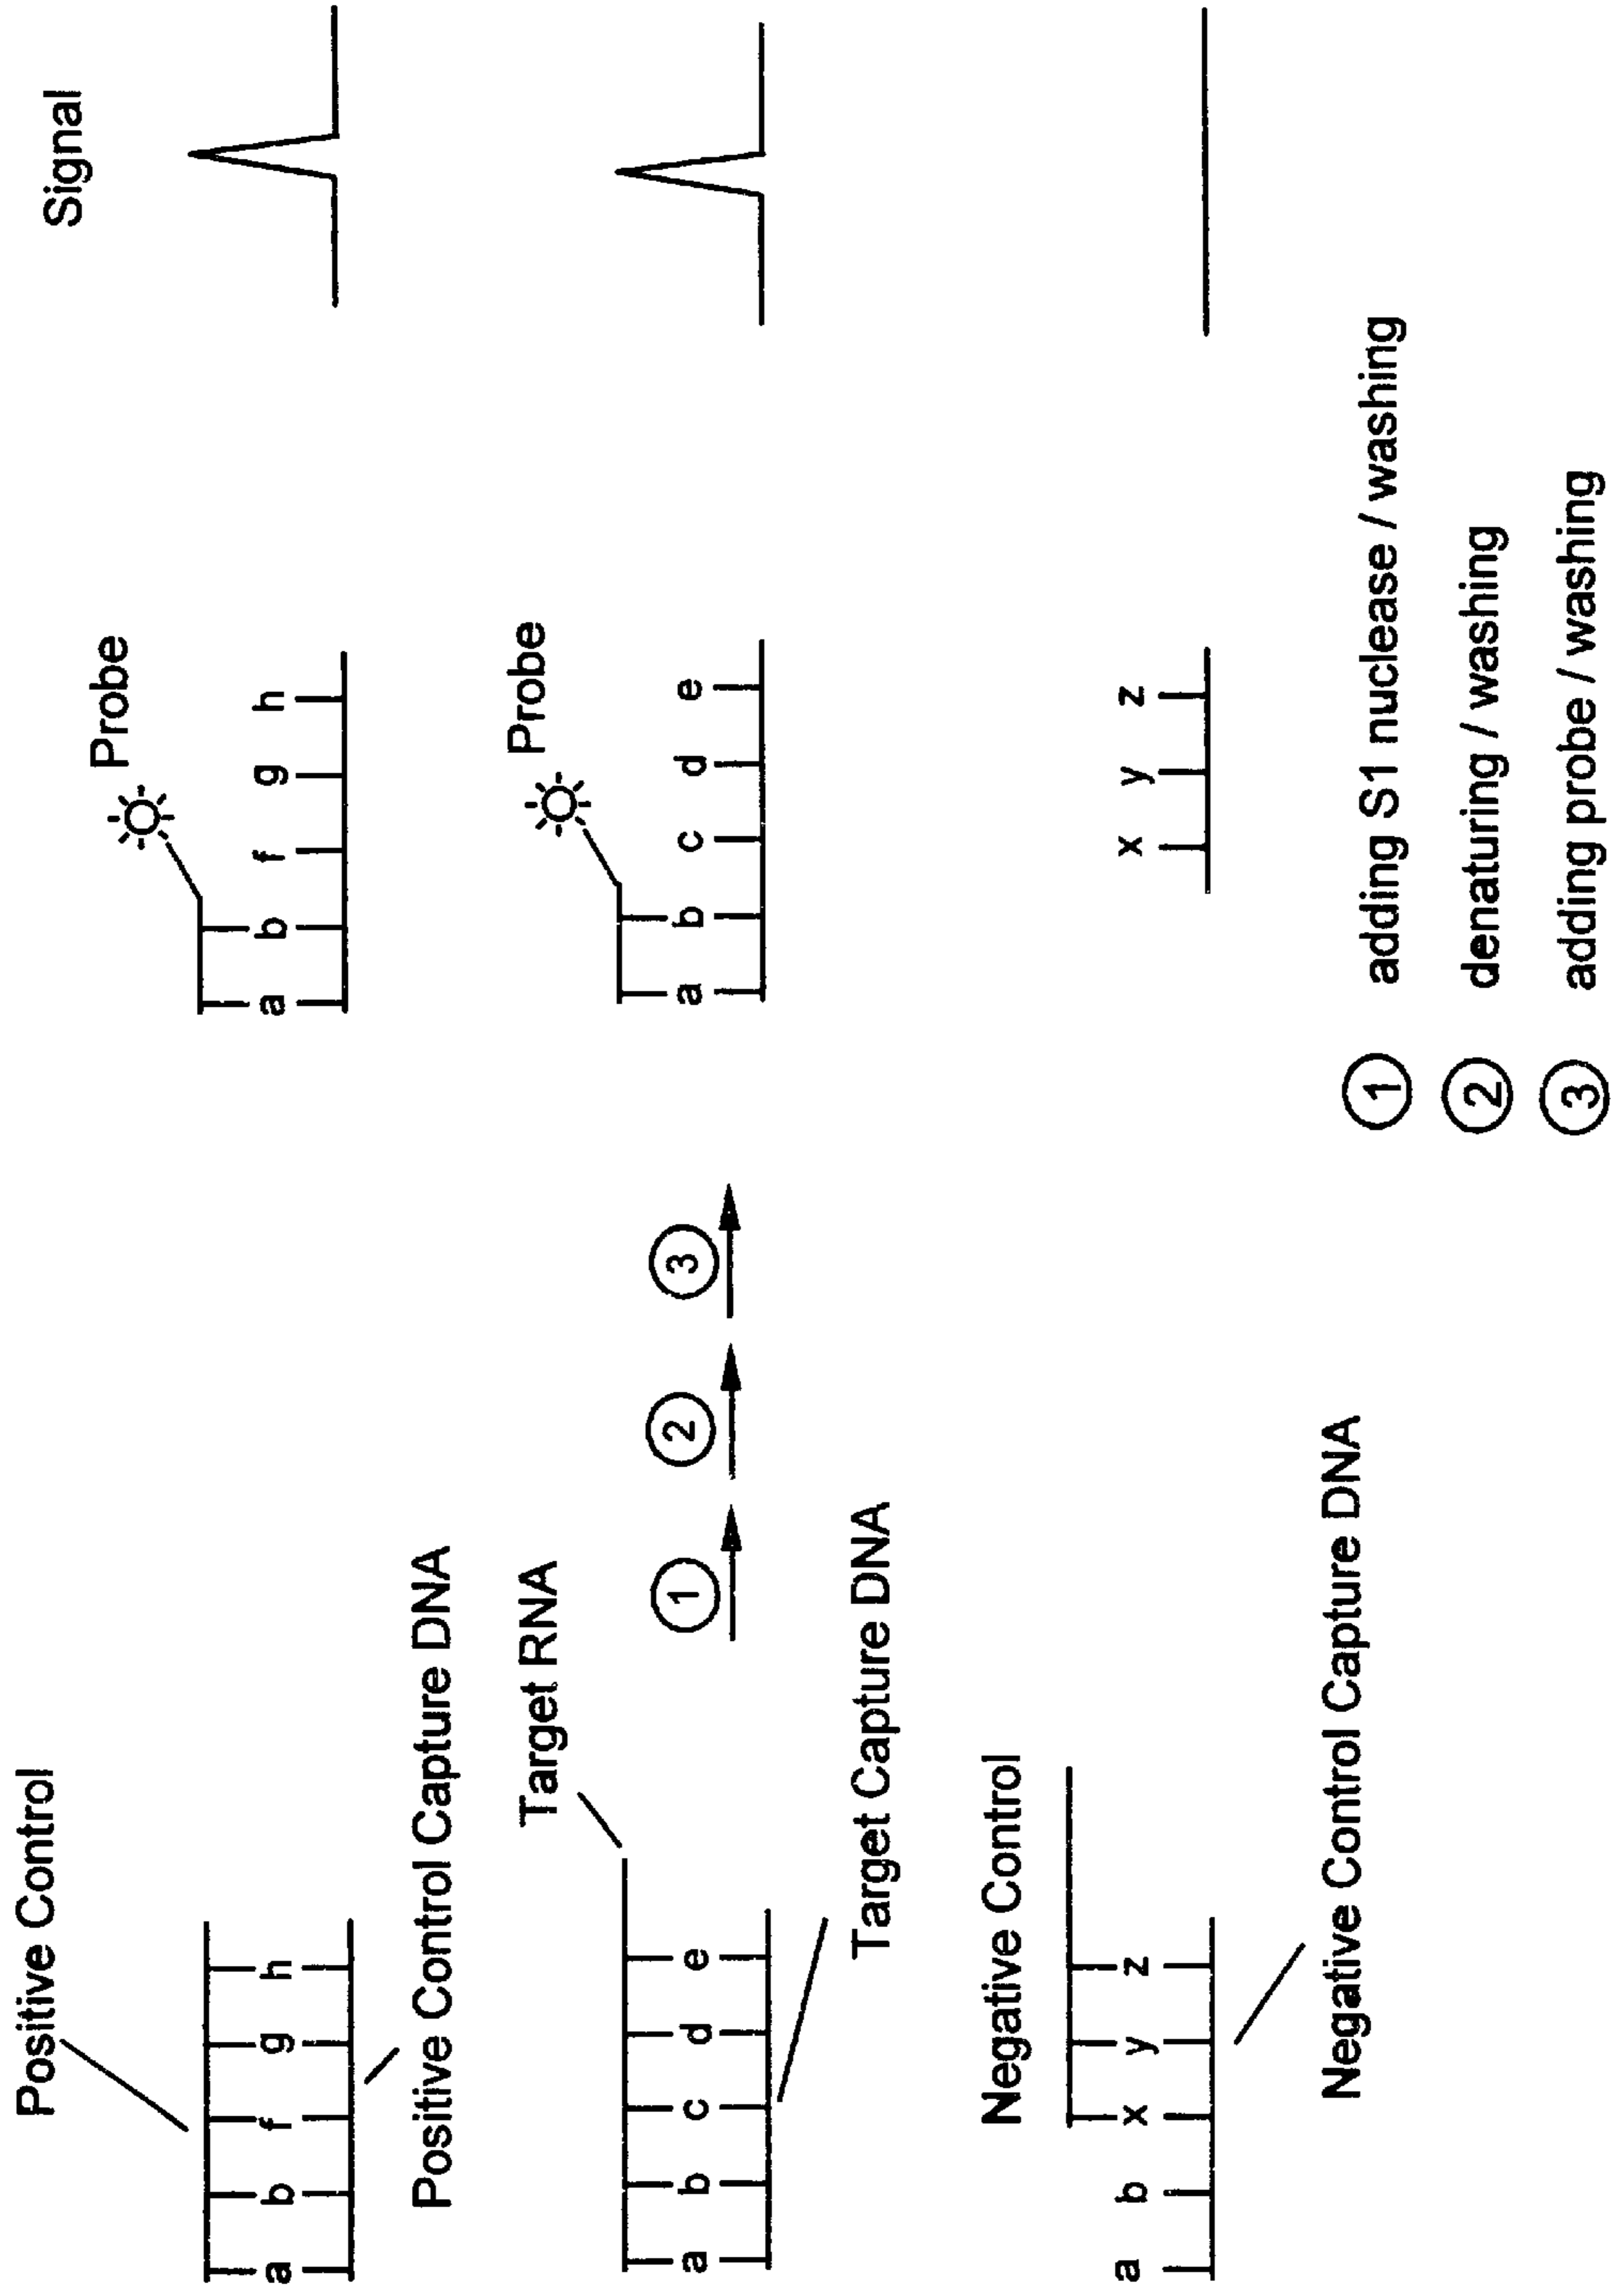 Positive Control
Signal
Probe
a b f g h
a b f g h
Positive Control Capture DNA
Target RNA
Probe
a b c d e
1 2 3
a b c d e
Target Capture DNA
Negative Control
a b x y z
x y z
Negative Control Capture DNA
1 adding S1 nuclease / washing
2 denaturing / washing
3 adding probe / washing